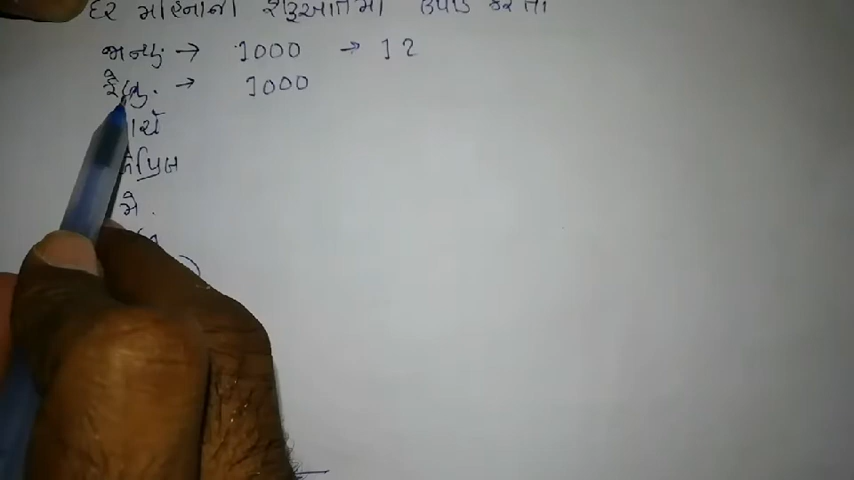 દર મહિનાની શરૂઆતમાં ઉપાડ કરતા
જાન્યુ → 1000 → 12
ફેબ્રુ. → 1000
માર્ચ
એપ્રિલ
મે.